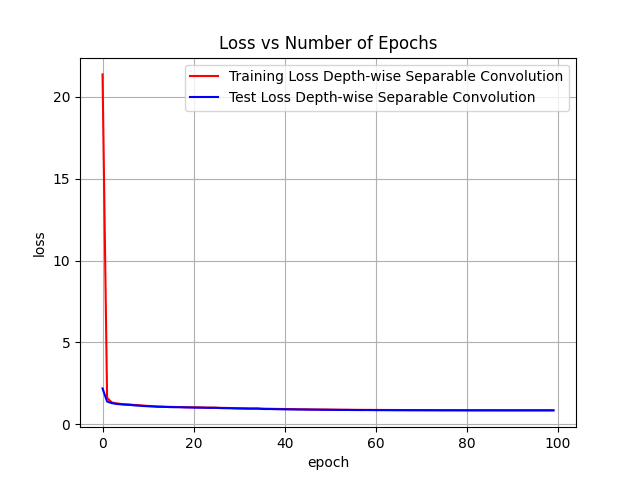 Loss vs Number of Epochs
Training Loss Depth-wise Separable Convolution
Test Loss Depth-wise Separable Convolution
20
15
10
5
0
loss
0 20 40 60 80 100
epoch